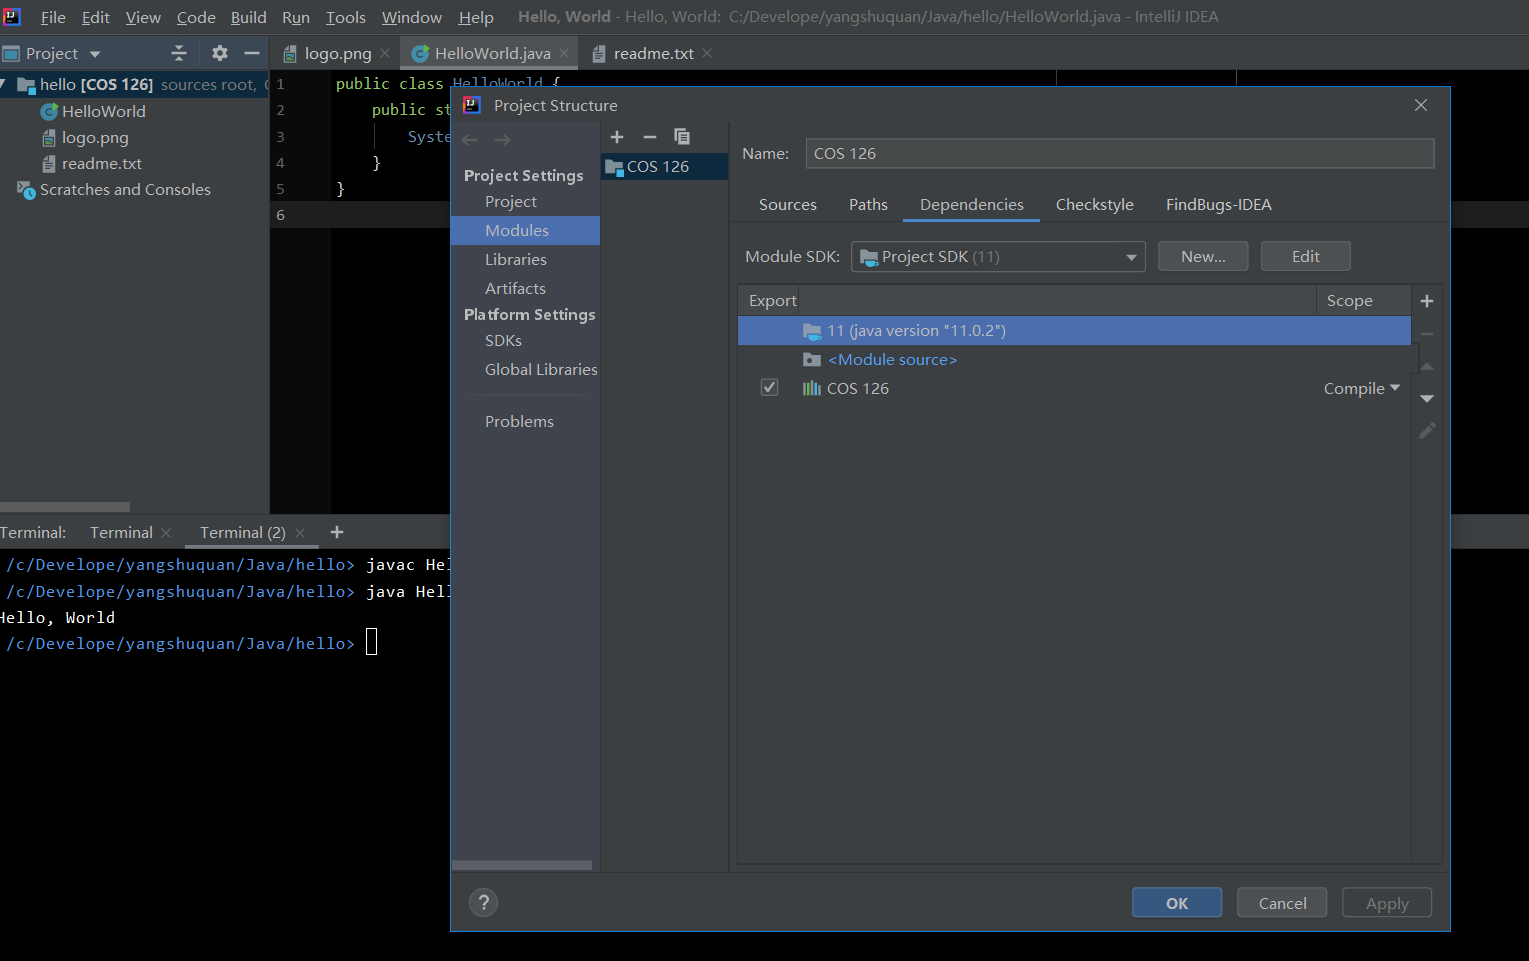 File Edit View Code Build Run Tools Window Help Hello, World - Hello, World: C:/Develope/yangshuquan/Java/hello/HelloWorld.java - IntelliJ IDEA
Project
logo.png HelloWorld.java readme.txt
hello [COS 126] sources root,
HelloWorld
logo.png
readme.txt
Scratches and Consoles
1 public class HelloWorld {
2 public st
3 Syste
4 }
5 }
6
Project Structure
Project Settings
Project
Modules
Libraries
Artifacts
Platform Settings
SDKs
Global Libraries
Problems
COS 126
Name: COS 126
Sources Paths Dependencies Checkstyle FindBugs-IDEA
Module SDK: Project SDK (11) New... Edit
Export Scope
11 (java version "11.0.2")
<Module source>
COS 126 Compile
? OK Cancel Apply
Terminal: Terminal Terminal (2)
/c/Develope/yangshuquan/Java/hello> javac Hel
/c/Develope/yangshuquan/Java/hello> java Hell
Hello, World
/c/Develope/yangshuquan/Java/hello>